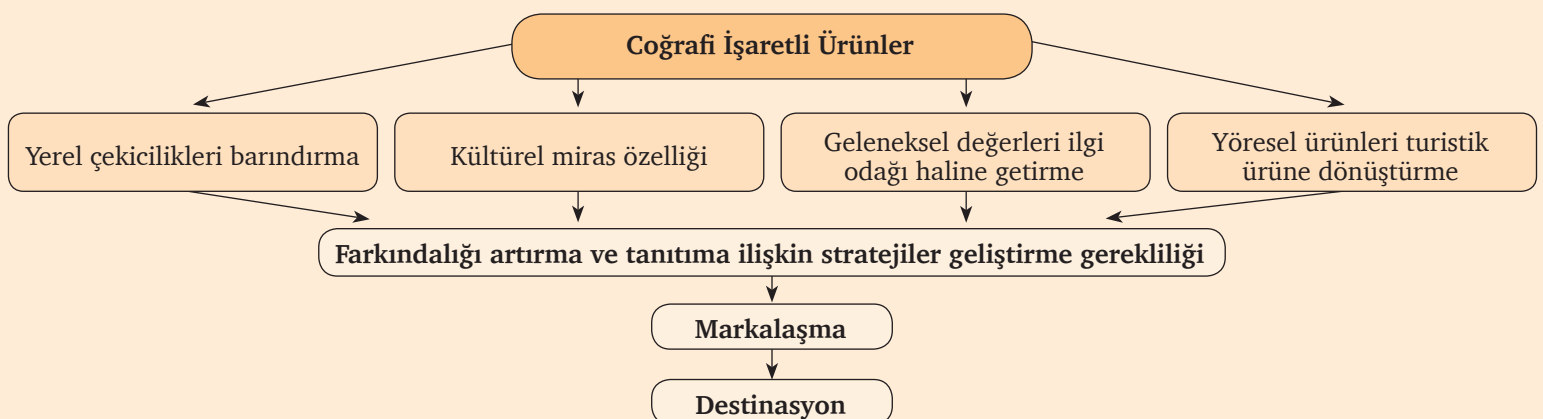 Coğrafi İşaretli Ürünler
Yerel çekicilikleri barındırma
Kültürel miras özelliği
Geleneksel değerleri ilgi
odağı haline getirme
Yöresel ürünleri turistik
ürüne dönüştürme
Farkındalığı artırma ve tanıtıma ilişkin stratejiler geliştirme gerekliliği
Markalaşma
Destinasyon